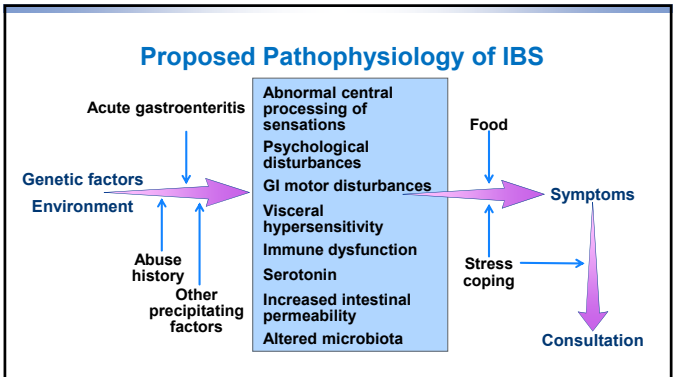 Proposed Pathophysiology of IBS
Acute gastroenteritis
Genetic factors
Environment
Abuse
history
Other
precipitating
factors
Abnormal central
processing of
sensations
Psychological
disturbances
GI motor disturbances
Visceral
hypersensitivity
Immune dysfunction
Serotonin
Increased intestinal
permeability
Altered microbiota
Food
Stress
coping
Symptoms
Consultation